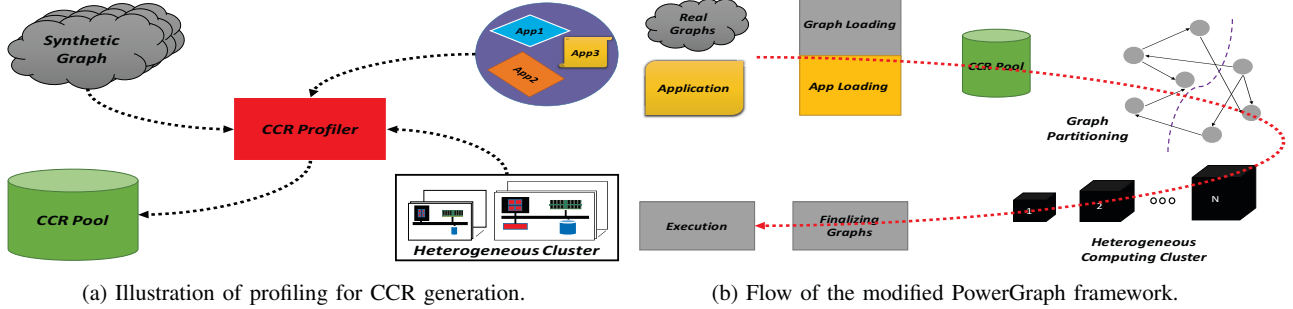 Synthetic
Graph
App1
App2
App3
CCR Profiler
CCR Pool
Heterogeneous Cluster
(a) Illustration of profiling for CCR generation.
Real
Graphs
Application
Graph Loading
App Loading
CCR Pool
Graph
Partitioning
1
2
N
Heterogeneous
Computing Cluster
Finalizing
Graphs
Execution
(b) Flow of the modified PowerGraph framework.